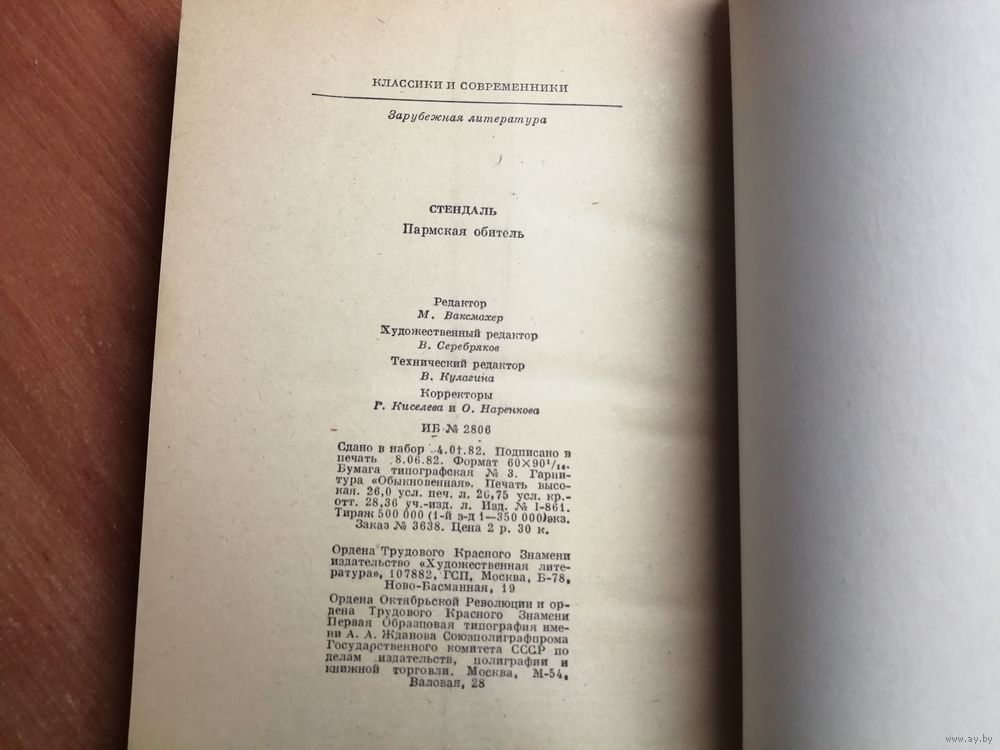 КЛАССИКИ И СОВРЕМЕННИКИ
Зарубежная литература
СТЕНДАЛЬ
Пармская обитель
Редактор
М. Ваксмахер
Художественный редактор
В. Серебряков
Технический редактор
В. Кулагина
Корректоры
Г. Киселева и О. Наренкова
ИБ № 2806
Сдано в набор 4.01.82. Подписано в
печать 8.06.82. Формат 60×90¹/₁₆.
Бумага типографская № 3. Гарни-
тура «Обыкновенная». Печать высо-
кая. 26,0 усл. печ. л. 26,75 усл. кр.-
отт. 28,36 уч.-изд. л. Изд. № I-861.
Тираж 500 000 (1-й з-д 1—350 000) экз.
Заказ № 3638. Цена 2 р. 30 к.
Ордена Трудового Красного Знамени
издательство «Художественная лите-
ратура», 107882, ГСП, Москва, Б-78,
Ново-Басманная, 19
Ордена Октябрьской Революции и ор-
дена Трудового Красного Знамени
Первая Образцовая типография име-
ни А. А. Жданова Союзполиграфпрома
Государственного комитета СССР по
делам издательств, полиграфии и
книжной торговли. Москва, М-54,
Валовая, 28
www.ay.by